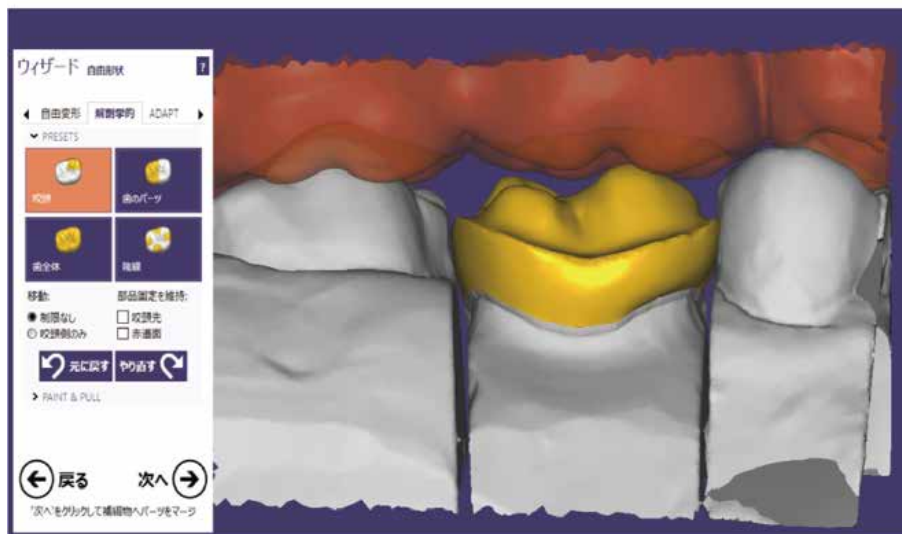 ウィザード 自由形状 ?
自由変形 解剖学的 ADAPT
PRESETS
咬頭 歯のパーツ
歯全体 隆線
移動: 部品固定を維持:
制限なし 咬頭先
咬頭側のみ 赤道面
元に戻す やり直す
PAINT & PULL
戻る 次へ
"次へ"をクリックして補綴物へパーツをマージ